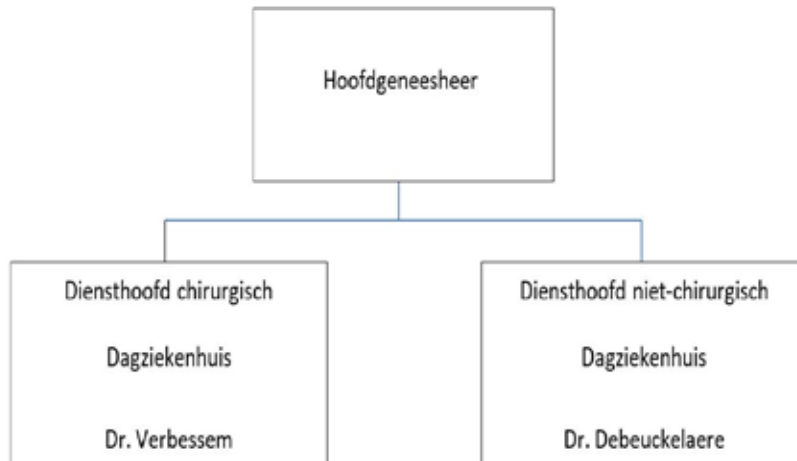 Hoofdgeneesheer
Diensthoofd chirurgisch
Dagziekenhuis
Dr. Verbessem
Diensthoofd niet-chirurgisch
Dagziekenhuis
Dr. Debeuckelaere